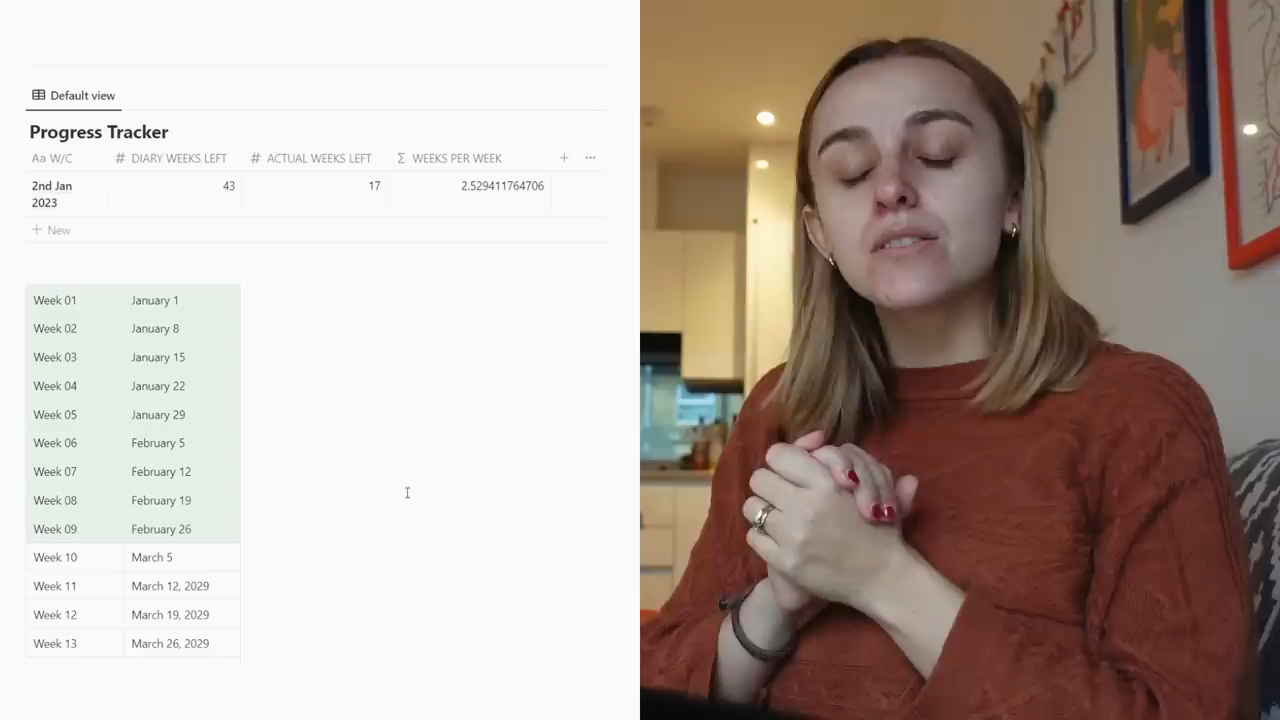 Default view
Progress Tracker
Aa W/C # DIARY WEEKS LEFT # ACTUAL WEEKS LEFT Σ WEEKS PER WEEK + ...
2nd Jan 43 17 2.529411764706
2023
+ New
Week 01 January 1
Week 02 January 8
Week 03 January 15
Week 04 January 22
Week 05 January 29
Week 06 February 5
Week 07 February 12
Week 08 February 19
Week 09 February 26
Week 10 March 5
Week 11 March 12, 2029
Week 12 March 19, 2029
Week 13 March 26, 2029